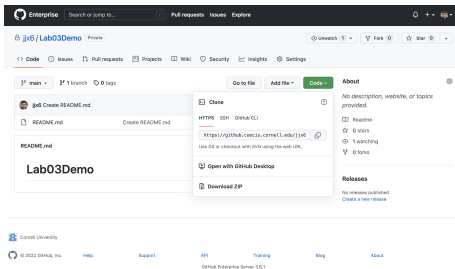 Enterprise Search or jump to... Pull requests Issues Explore
jjx6 / Lab03Demo Private
Unwatch 1 Fork 0 Star 0
Code Issues Pull requests Projects Wiki Security Insights Settings
main 1 branch 0 tags Go to file Add file Code
jjx6 Create README.md
README.md Create README.md
README.md
Lab03Demo
Clone
HTTPS SSH GitHub CLI
https://github.coecis.cornell.edu/jjx6
Use Git or checkout with SVN using the web URL.
Open with GitHub Desktop
Download ZIP
About
No description, website, or topics
provided.
Readme
0 stars
1 watching
0 forks
Releases
No releases published
Create a new release
Cornell University
© 2022 GitHub, Inc. Help Support API Training Blog About
GitHub Enterprise Server 3.6.1